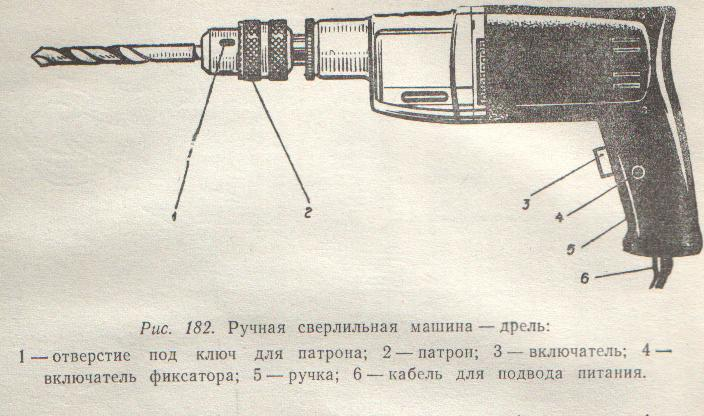 1
2
3
4
5
6
Рис. 182. Ручная сверлильная машина — дрель:
1 — отверстие под ключ для патрона; 2 — патрон; 3 — включатель; 4 —
включатель фиксатора; 5 — ручка; 6 — кабель для подвода питания.